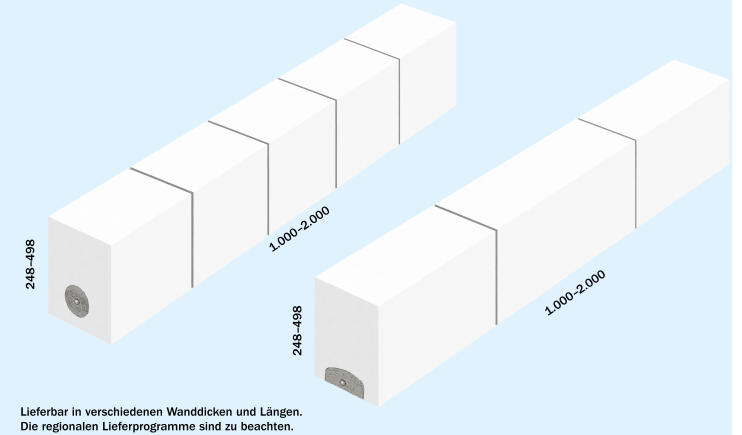 248–498
1.000–2.000
248–498
1.000–2.000
Lieferbar in verschiedenen Wanddicken und Längen.
Die regionalen Lieferprogramme sind zu beachten.